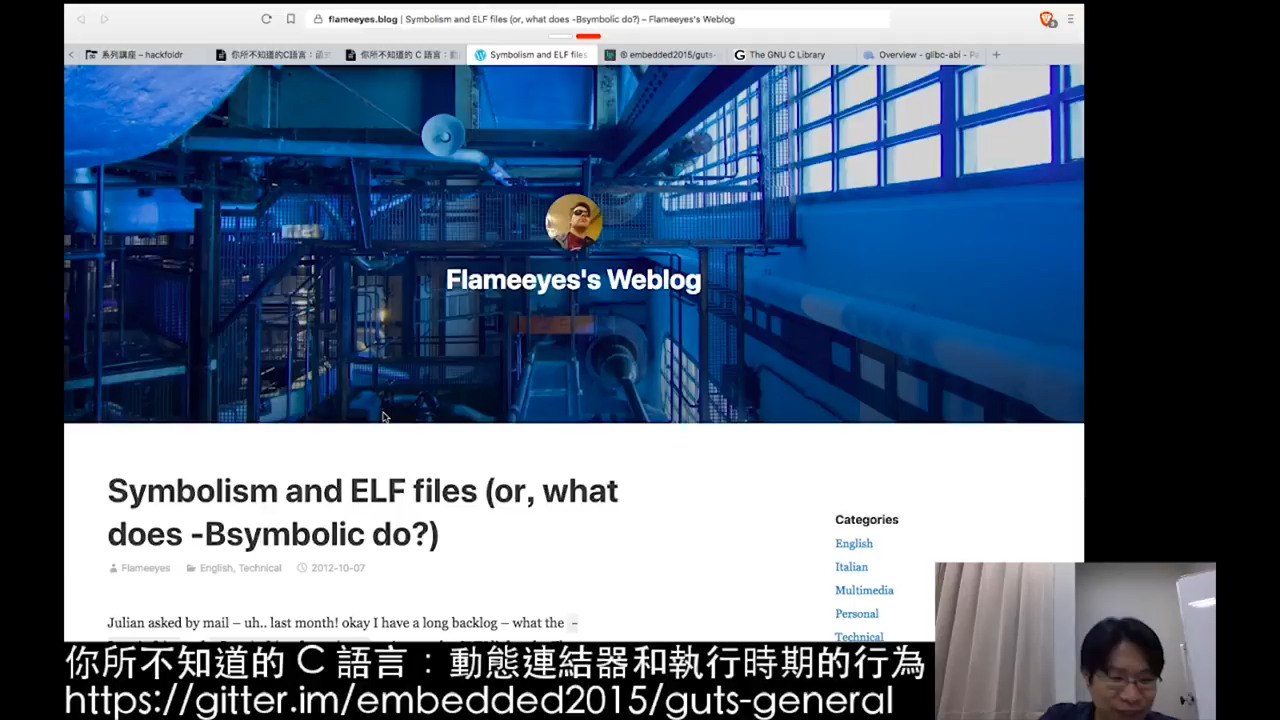 flameeyes.blog | Symbolism and ELF files (or, what does -Bsymbolic do?) – Flameeyes's Weblog
系列講座 – hackfoldr
你所不知道的C語言：
你所不知道的 C 語言：
Symbolism and ELF files
embedded2015/guts-
The GNU C Library
Overview - glibc-abi -
Flameeyes's Weblog
Symbolism and ELF files (or, what
does -Bsymbolic do?)
Flameeyes
English, Technical
2012-10-07
Categories
English
Italian
Multimedia
Personal
Technical
Julian asked by mail – uh.. last month! okay I have a long backlog – what the -
你所不知道的 C 語言：動態連結器和執行時期的行為
https://gitter.im/embedded2015/guts-general